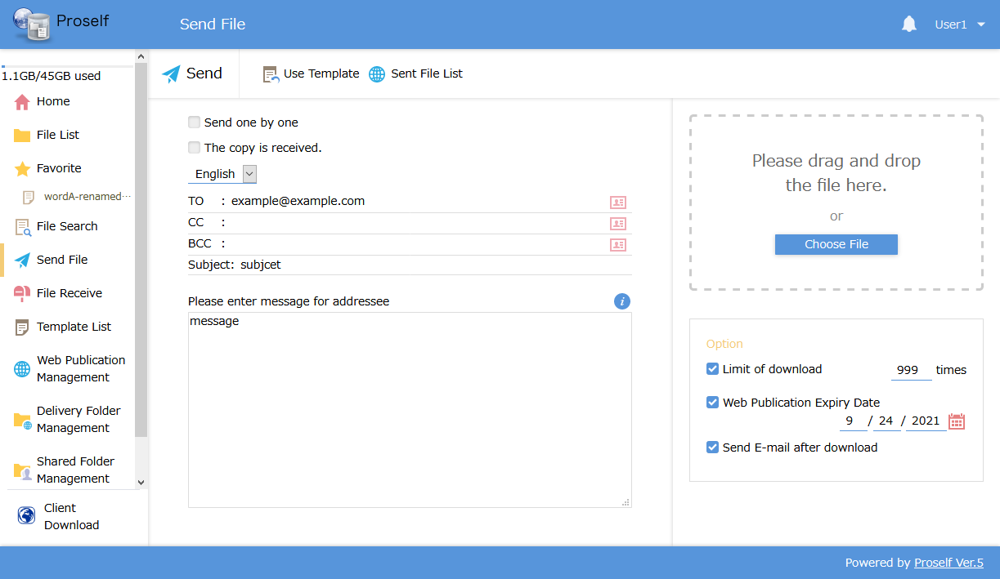 Proself
Send File
User1
1.1GB/45GB used
Home
File List
Favorite
wordA-renamed···
File Search
Send File
File Receive
Template List
Web Publication
Management
Delivery Folder
Management
Shared Folder
Management
Client
Download
Send
Use Template
Sent File List
Send one by one
The copy is received.
English
TO : example@example.com
CC :
BCC :
Subject: subjcet
Please enter message for addressee
i
message
Please drag and drop
the file here.
or
Choose File
Option
Limit of download 999 times
Web Publication Expiry Date
9 / 24 / 2021
Send E-mail after download
Powered by Proself Ver.5